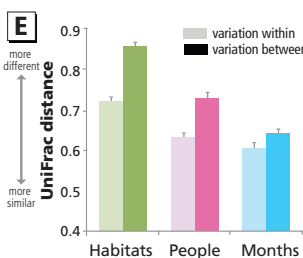 E
more
different
more
similar
UniFrac distance
0.9
0.8
0.7
0.6
0.5
0.4
variation within
variation between
Habitats People Months